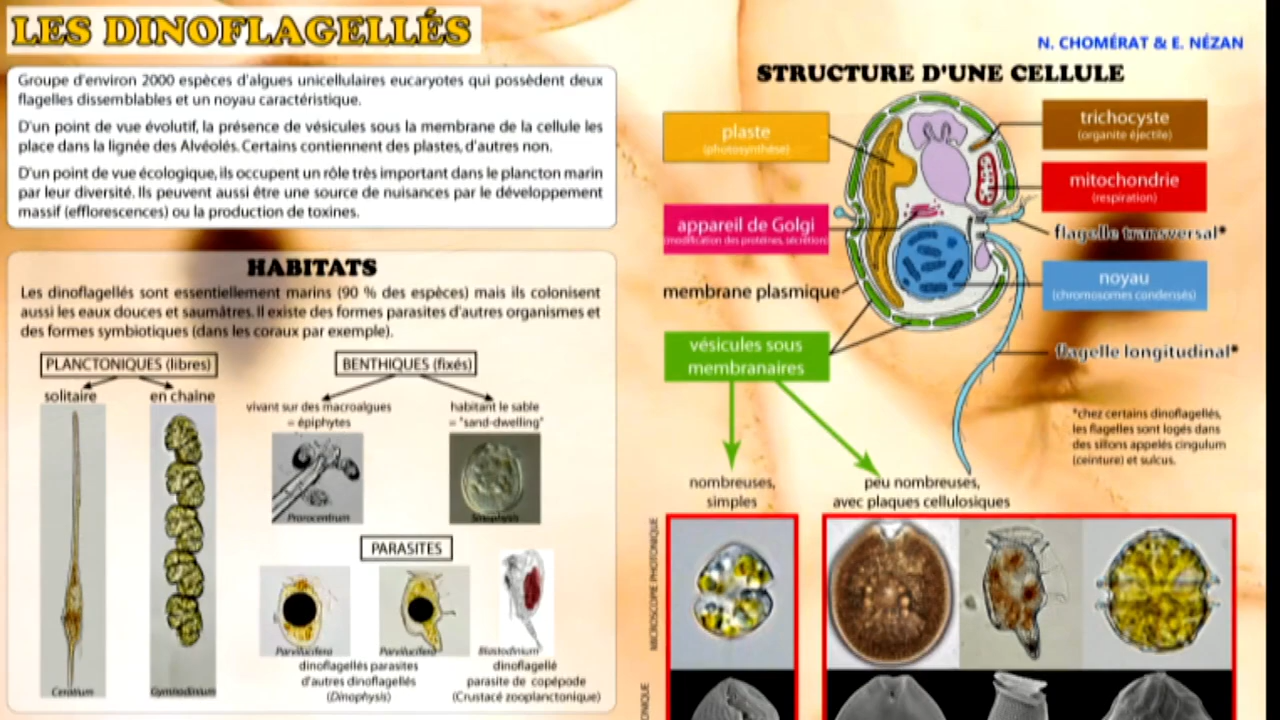 LES DINOFLAGELLÉS
N. CHOMÉRAT & E. NÉZAN
Groupe d'environ 2000 espèces d'algues unicellulaires eucaryotes qui possèdent deux
flagelles dissemblables et un noyau caractéristique.
D'un point de vue évolutif, la présence de vésicules sous la membrane de la cellule les
place dans la lignée des Alvéolés. Certains contiennent des plastes, d'autres non.
D'un point de vue écologique, ils occupent un rôle très important dans le plancton marin
par leur diversité. Ils peuvent aussi être une source de nuisances par le développement
massif (efflorescences) ou la production de toxines.
HABITATS
Les dinoflagellés sont essentiellement marins (90 % des espèces) mais ils colonisent
aussi les eaux douces et saumâtres. Il existe des formes parasites d'autres organismes et
des formes symbiotiques (dans les coraux par exemple).
PLANCTONIQUES (libres)
solitaire
en chaîne
Ceratium
Gymnodinium
BENTHIQUES (fixés)
vivant sur des macroalgues
= épiphytes
habitant le sable
= "sand-dwelling"
Prorocentrum
Sinophysis
PARASITES
Parvilucifera
Parvilucifera
Blastodinium
dinoflagellés parasites
d'autres dinoflagellés
(Dinophysis)
dinoflagellé
parasite de copépode
(Crustacé zooplanctonique)
STRUCTURE D'UNE CELLULE
plaste
(photosynthèse)
appareil de Golgi
(modification des protéines, sécrétion)
membrane plasmique
vésicules sous
membranaires
trichocyste
(organite éjectile)
mitochondrie
(respiration)
flagelle transversal*
noyau
(chromosomes condensés)
flagelle longitudinal*
*chez certains dinoflagellés,
les flagelles sont logés dans
des sillons appelés cingulum
(ceinture) et sulcus.
nombreuses,
simples
peu nombreuses,
avec plaques cellulosiques
MICROSCOPIE PHOTONIQUE